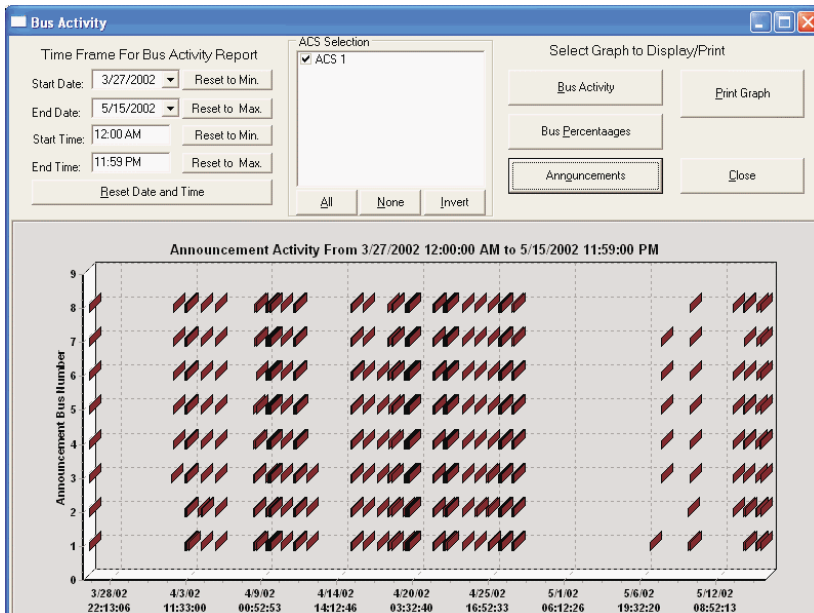 Bus Activity
Time Frame For Bus Activity Report
Start Date: 3/27/2002 Reset to Min.
End Date: 5/15/2002 Reset to Max.
Start Time: 12:00 AM Reset to Min.
End Time: 11:59 PM Reset to Max.
Reset Date and Time
ACS Selection
ACS 1
All None Invert
Select Graph to Display/Print
Bus Activity
Print Graph
Bus Percentaages
Announcements
Close
Announcement Activity From 3/27/2002 12:00:00 AM to 5/15/2002 11:59:00 PM
Announcement Bus Number
9
8
7
6
5
4
3
2
1
0
3/28/02 4/3/02 4/9/02 4/14/02 4/20/02 4/25/02 5/1/02 5/6/02 5/12/02
22:13:06 11:33:00 00:52:53 14:12:46 03:32:40 16:52:33 06:12:26 19:32:20 08:52:13